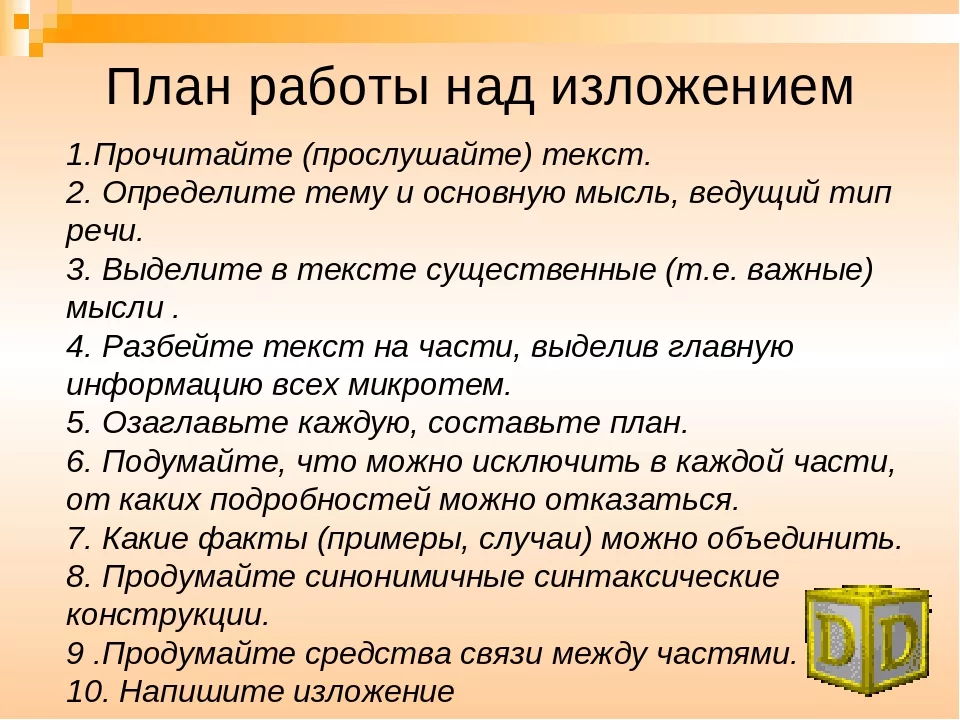 План работы над изложением
1.Прочитайте (прослушайте) текст.
2. Определите тему и основную мысль, ведущий тип
речи.
3. Выделите в тексте существенные (т.е. важные)
мысли .
4. Разбейте текст на части, выделив главную
информацию всех микротем.
5. Озаглавьте каждую, составьте план.
6. Подумайте, что можно исключить в каждой части,
от каких подробностей можно отказаться.
7. Какие факты (примеры, случаи) можно объединить.
8. Продумайте синонимичные синтаксические
конструкции.
9 .Продумайте средства связи между частями.
10. Напишите изложение
D D